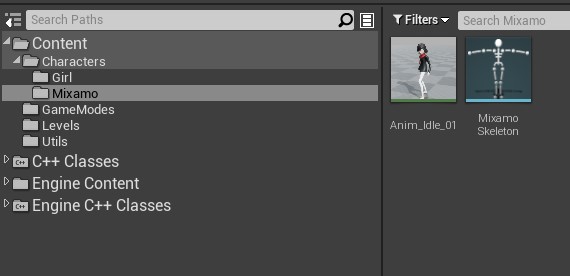 Search Paths
Filters
Search Mixamo
Content
Characters
Girl
Mixamo
GameModes
Levels
Utils
C++ Classes
Engine Content
Engine C++ Classes
Anim_Idle_01
Mixamo
Skeleton